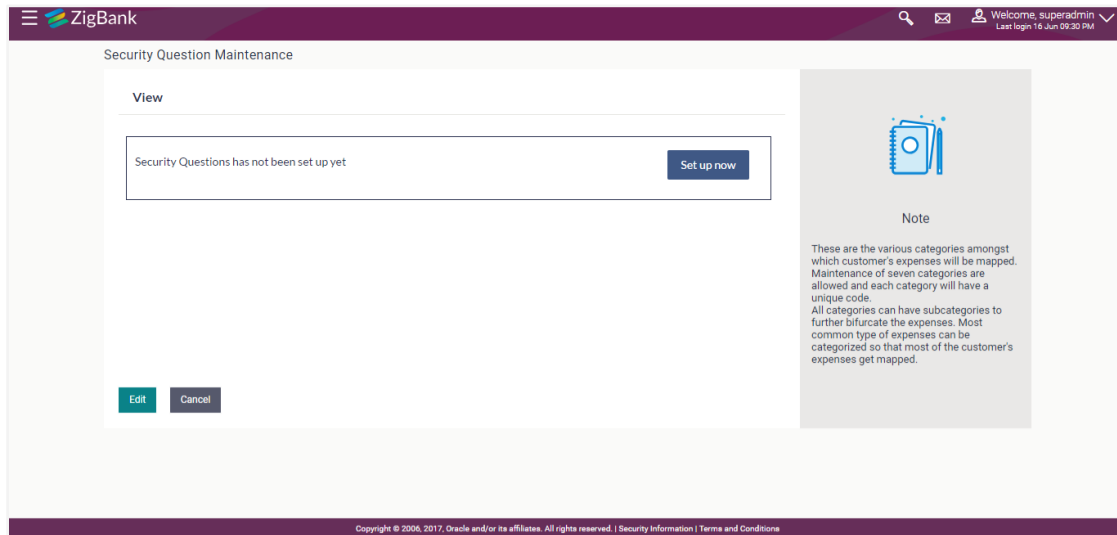 ZigBank
Welcome, superadmin
Last login 16 Jun 09:30 PM
Security Question Maintenance
View
Security Questions has not been set up yet
Set up now
Edit
Cancel
Note
These are the various categories amongst
which customer's expenses will be mapped.
Maintenance of seven categories are
allowed and each category will have a
unique code.
All categories can have subcategories to
further bifurcate the expenses. Most
common type of expenses can be
categorized so that most of the customer's
expenses get mapped.
Copyright © 2006, 2017, Oracle and/or its affiliates. All rights reserved. | Security Information | Terms and Conditions